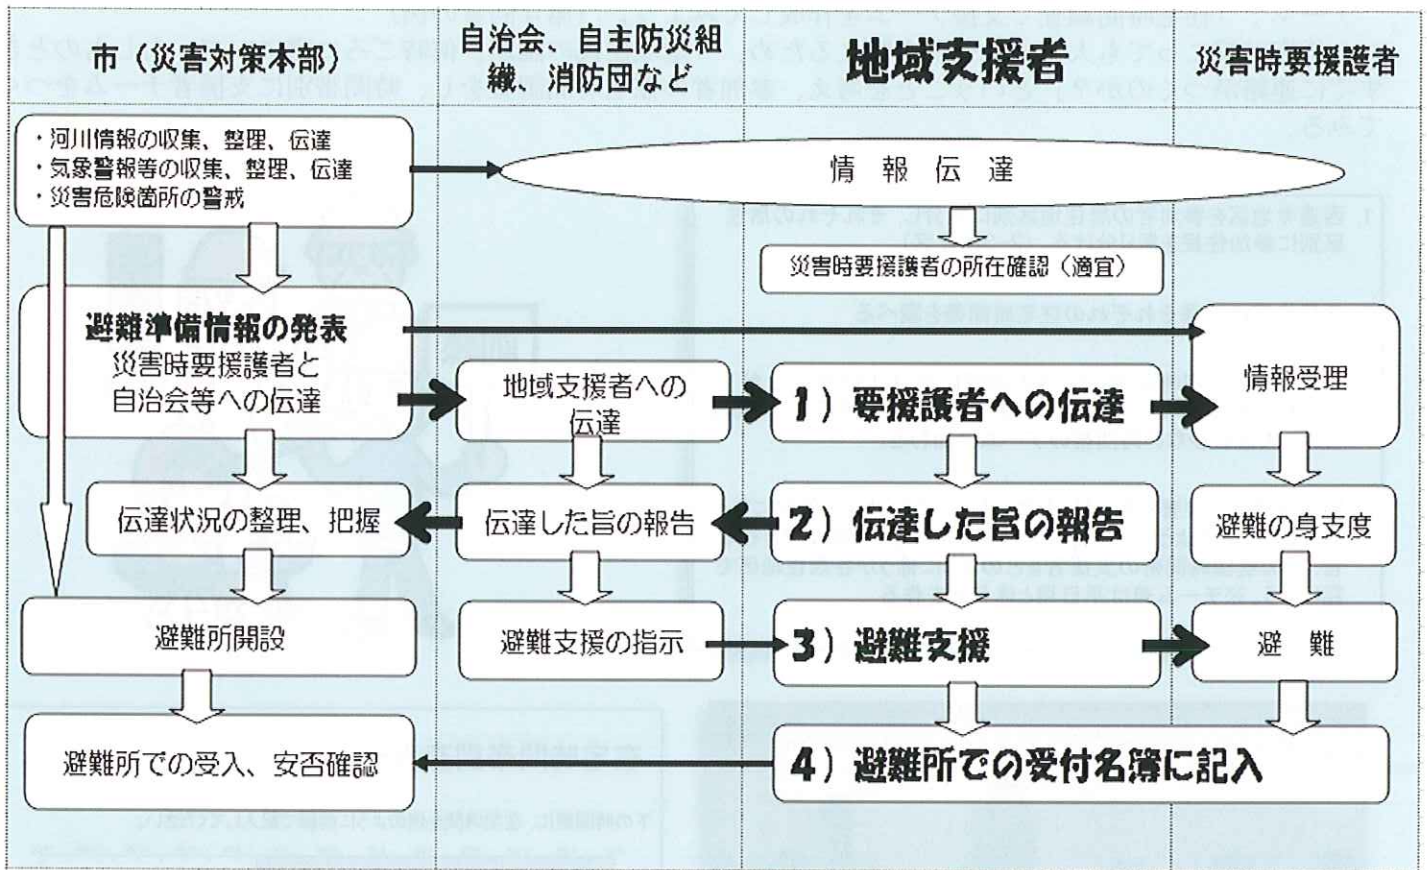 市（災害対策本部）
自治会、自主防災組
織、消防団など
地域支援者
災害時要援護者
・河川情報の収集、整理、伝達
・気象警報等の収集、整理、伝達
・災害危険箇所の警戒
情報伝達
災害時要援護者の所在確認（適宜）
避難準備情報の発表
災害時要援護者と
自治会等への伝達
地域支援者への
伝達
1）要援護者への伝達
情報受理
伝達状況の整理、把握
伝達した旨の報告
2）伝達した旨の報告
避難の身支度
避難所開設
避難支援の指示
3）避難支援
避難
避難所での受入、安否確認
4）避難所での受付名簿に記入